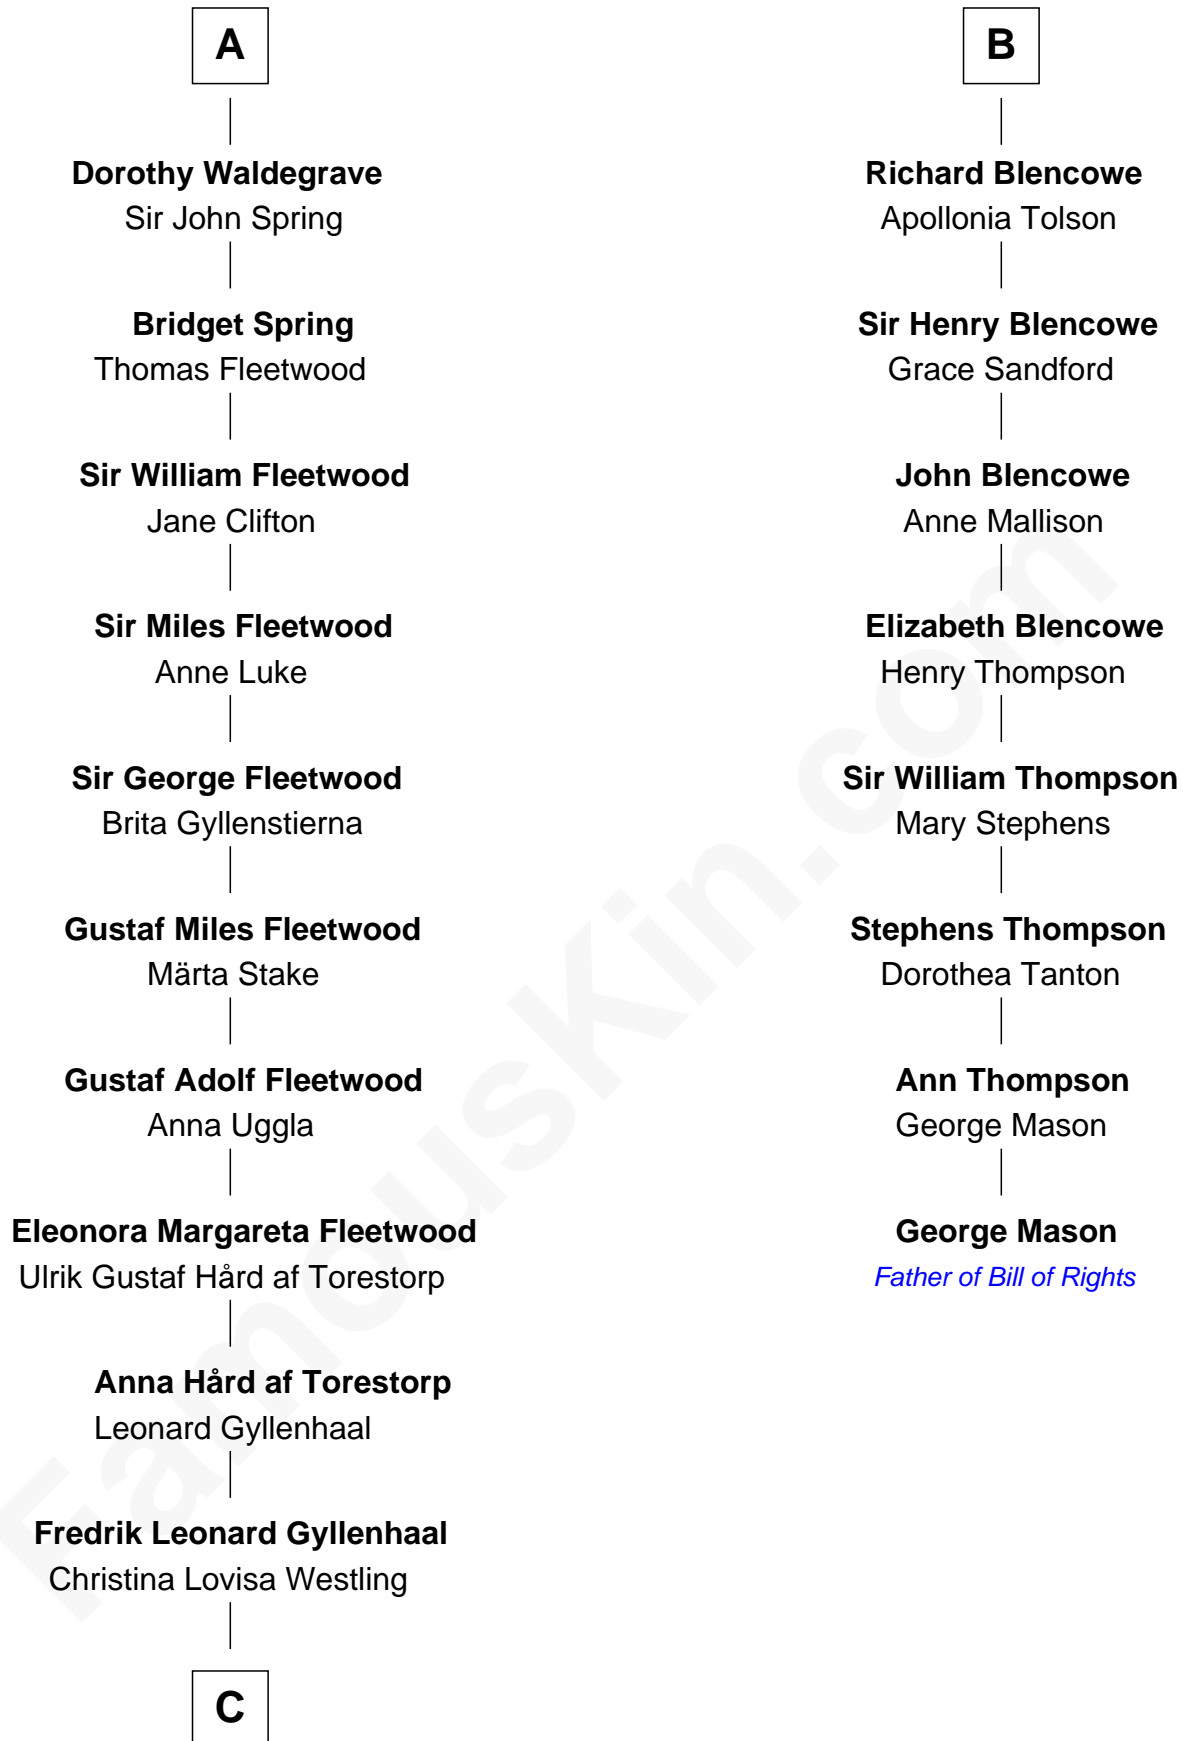 A
Dorothy Waldegrave
Sir John Spring
Bridget Spring
Thomas Fleetwood
Sir William Fleetwood
Jane Clifton
Sir Miles Fleetwood
Anne Luke
Sir George Fleetwood
Brita Gyllenstierna
Gustaf Miles Fleetwood
Märta Stake
Gustaf Adolf Fleetwood
Anna Uggla
Eleonora Margareta Fleetwood
Ulrik Gustaf Hård af Torestorp
Anna Hård af Torestorp
Leonard Gyllenhaal
Fredrik Leonard Gyllenhaal
Christina Lovisa Westling
C
B
Richard Blencowe
Apollonia Tolson
Sir Henry Blencowe
Grace Sandford
John Blencowe
Anne Mallison
Elizabeth Blencowe
Henry Thompson
Sir William Thompson
Mary Stephens
Stephens Thompson
Dorothea Tanton
Ann Thompson
George Mason
George Mason
Father of Bill of Rights
FamousKin.com